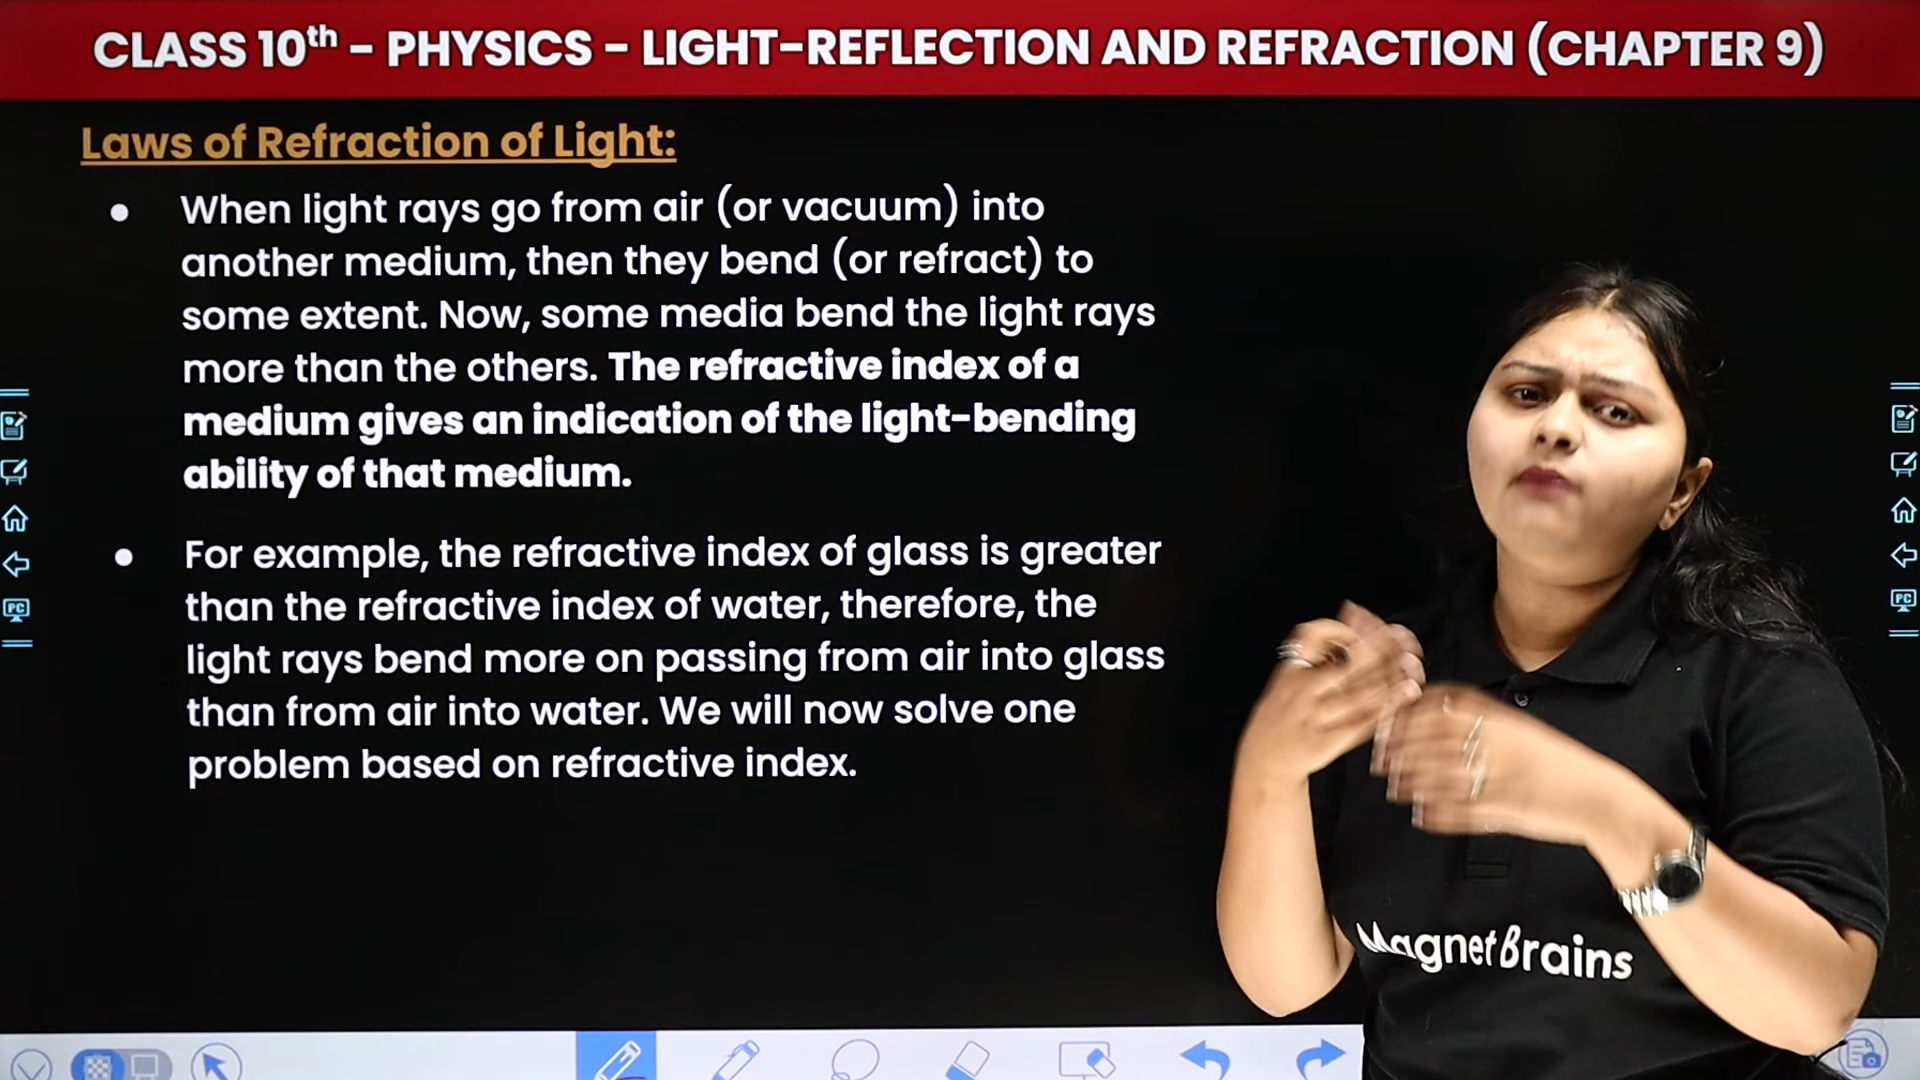 CLASS 10th - PHYSICS - LIGHT-REFLECTION AND REFRACTION (CHAPTER 9)
Laws of Refraction of Light:
• When light rays go from air (or vacuum) into
another medium, then they bend (or refract) to
some extent. Now, some media bend the light rays
more than the others. The refractive index of a
medium gives an indication of the light-bending
ability of that medium.
• For example, the refractive index of glass is greater
than the refractive index of water, therefore, the
light rays bend more on passing from air into glass
than from air into water. We will now solve one
problem based on refractive index.
PC
PC
Magnet Brains